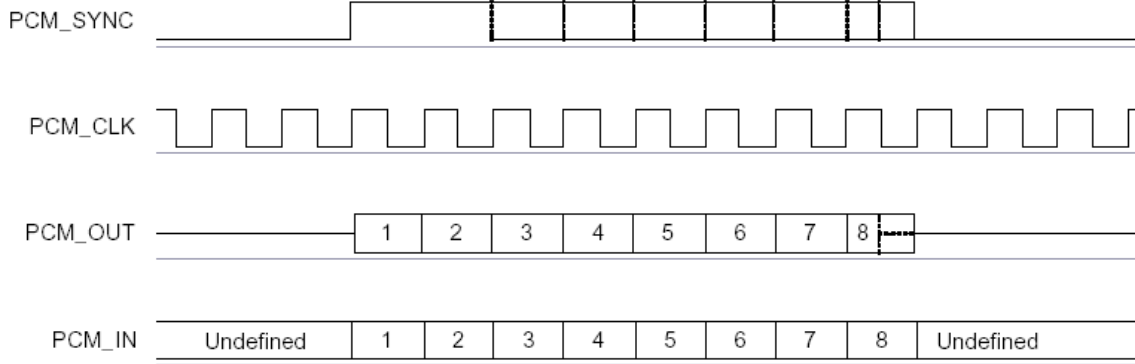 PCM_SYNC
PCM_CLK
PCM_OUT 1 2 3 4 5 6 7 8
PCM_IN Undefined 1 2 3 4 5 6 7 8 Undefined